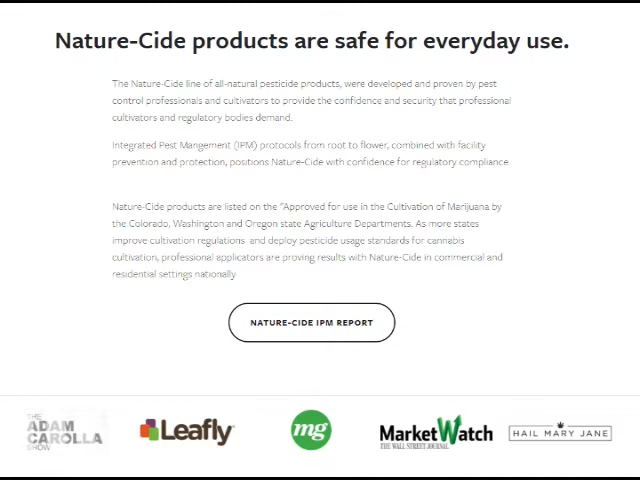 Nature-Cide products are safe for everyday use.
The Nature-Cide line of all-natural pesticide products, were developed and proven by pest
control professionals and cultivators to provide the confidence and security that professional
cultivators and regulatory bodies demand.
Integrated Pest Mangement (IPM) protocols from root to flower, combined with facility
prevention and protection, positions Nature-Cide with confidence for regulatory compliance
Nature-Cide products are listed on the "Approved for use in the Cultivation of Marijuana by
the Colorado, Washington and Oregon state Agriculture Departments. As more states
improve cultivation regulations and deploy pesticide usage standards for cannabis
cultivation, professional applicators are proving results with Nature-Cide in commercial and
residential settings nationally
NATURE-CIDE IPM REPORT
THE
ADAM
CAROLLA
SHOW
Leafly
mg
MarketWatch
THE WALL STREET JOURNAL
HAIL MARY JANE